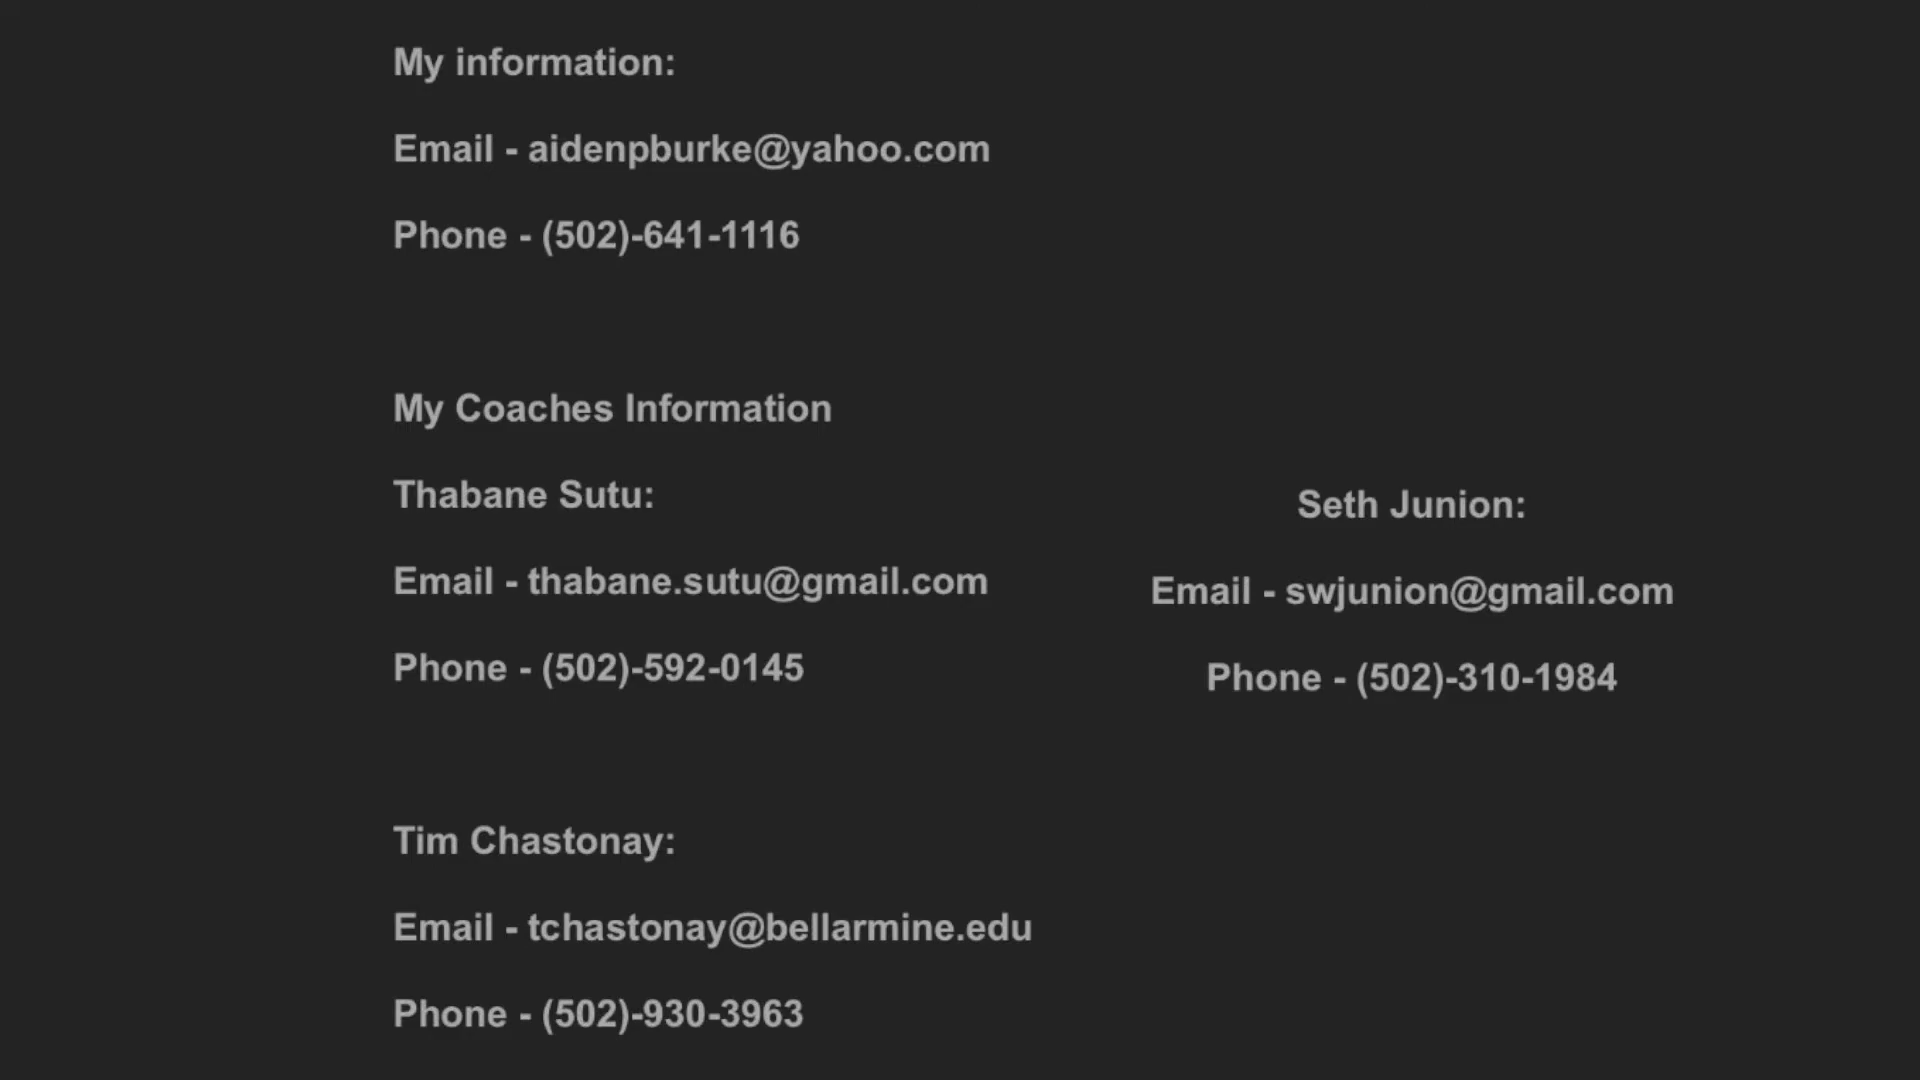 My information:
Email - aidenpburke@yahoo.com
Phone - (502)-641-1116
My Coaches Information
Thabane Sutu:
Email - thabane.sutu@gmail.com
Phone - (502)-592-0145
Seth Junion:
Email - swjunion@gmail.com
Phone - (502)-310-1984
Tim Chastonay:
Email - tchastonay@bellarmine.edu
Phone - (502)-930-3963